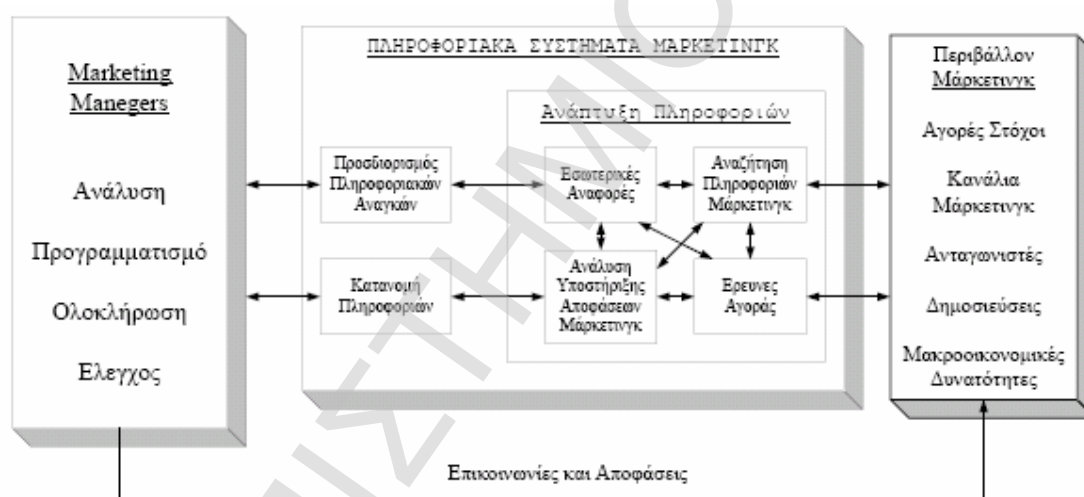 Marketing
Manegers
Ανάλυση
Προγραμματισμό
Ολοκλήρωση
Ελεγχος
ΠΛΗΡΟΦΟΡΙΑΚΑ ΣΥΣΤΗΜΑΤΑ ΜΑΡΚΕΤΙΝΓΚ
Ανάπτυξη Πληροφοριών
Προσδιορισμός
Πληροφοριακών
Αναγκών
Εσωτερικές
Αναφορές
Αναζήτηση
Πληροφοριών
Μάρκετινγκ
Κατανομή
Πληροφοριών
Ανάλυση
Υποστήριξης
Αποφάσεων
Μάρκετινγκ
Ερευνες
Αγοράς
Περιβάλλον
Μάρκετινγκ
Αγορές Στόχοι
Κανάλια
Μάρκετινγκ
Ανταγωνιστές
Δημοσιεύσεις
Μακροοικονομικές
Δυνατότητες
Επικοινωνίες και Αποφάσεις